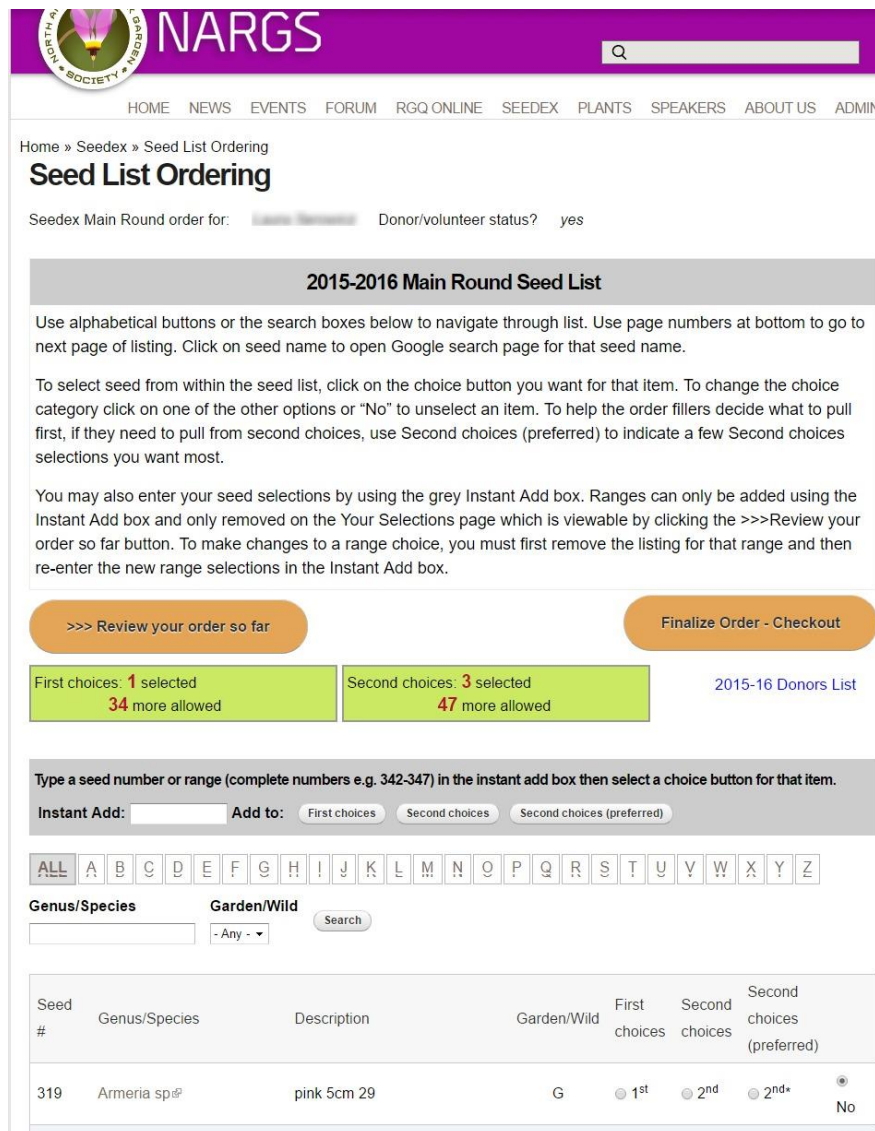 NORTH A
GARDEN
SOCIETY
NARGS
HOME NEWS EVENTS FORUM RGQ ONLINE SEEDEX PLANTS SPEAKERS ABOUT US ADMIN
Home » Seedex » Seed List Ordering
Seed List Ordering
Seedex Main Round order for: Donor/volunteer status? yes
2015-2016 Main Round Seed List
Use alphabetical buttons or the search boxes below to navigate through list. Use page numbers at bottom to go to
next page of listing. Click on seed name to open Google search page for that seed name.
To select seed from within the seed list, click on the choice button you want for that item. To change the choice
category click on one of the other options or “No” to unselect an item. To help the order fillers decide what to pull
first, if they need to pull from second choices, use Second choices (preferred) to indicate a few Second choices
selections you want most.
You may also enter your seed selections by using the grey Instant Add box. Ranges can only be added using the
Instant Add box and only removed on the Your Selections page which is viewable by clicking the >>>Review your
order so far button. To make changes to a range choice, you must first remove the listing for that range and then
re-enter the new range selections in the Instant Add box.
>>> Review your order so far Finalize Order - Checkout
First choices: 1 selected Second choices: 3 selected 2015-16 Donors List
34 more allowed 47 more allowed
Type a seed number or range (complete numbers e.g. 342-347) in the instant add box then select a choice button for that item.
Instant Add: Add to: First choices Second choices Second choices (preferred)
ALL A B C D E F G H I J K L M N O P Q R S T U V W X Y Z
Genus/Species Garden/Wild
- Any - Search
Seed # Genus/Species Description Garden/Wild First choices Second choices Second choices (preferred)
319 Armeria sp pink 5cm 29 G 1st 2nd 2nd* No